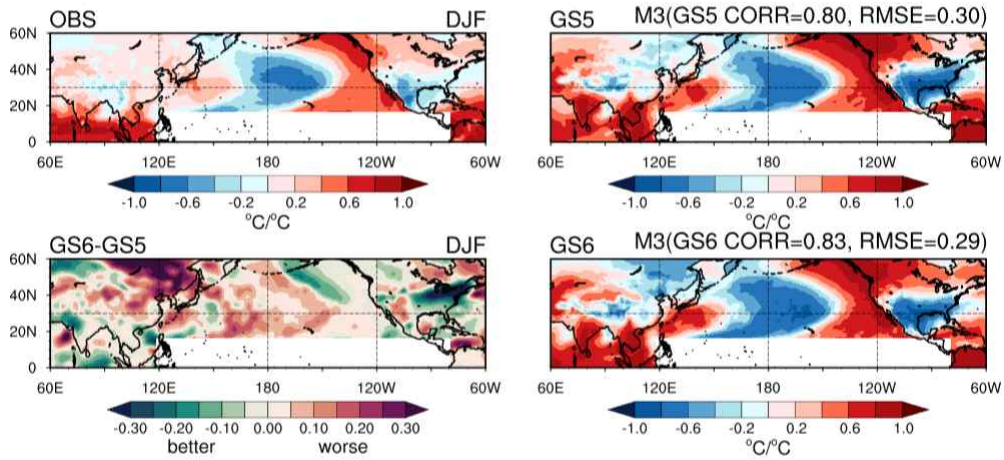 OBS DJF
60N
40N
20N
0
60E 120E 180 120W 60W
-1.0 -0.6 -0.2 0.2 0.6 1.0
°C/°C
GS5 M3(GS5 CORR=0.80, RMSE=0.30)
60N
40N
20N
0
60E 120E 180 120W 60W
-1.0 -0.6 -0.2 0.2 0.6 1.0
°C/°C
GS6-GS5 DJF
60N
40N
20N
0
60E 120E 180 120W 60W
-0.30 -0.20 -0.10 0.00 0.10 0.20 0.30
better worse
GS6 M3(GS6 CORR=0.83, RMSE=0.29)
60N
40N
20N
0
60E 120E 180 120W 60W
-1.0 -0.6 -0.2 0.2 0.6 1.0
°C/°C